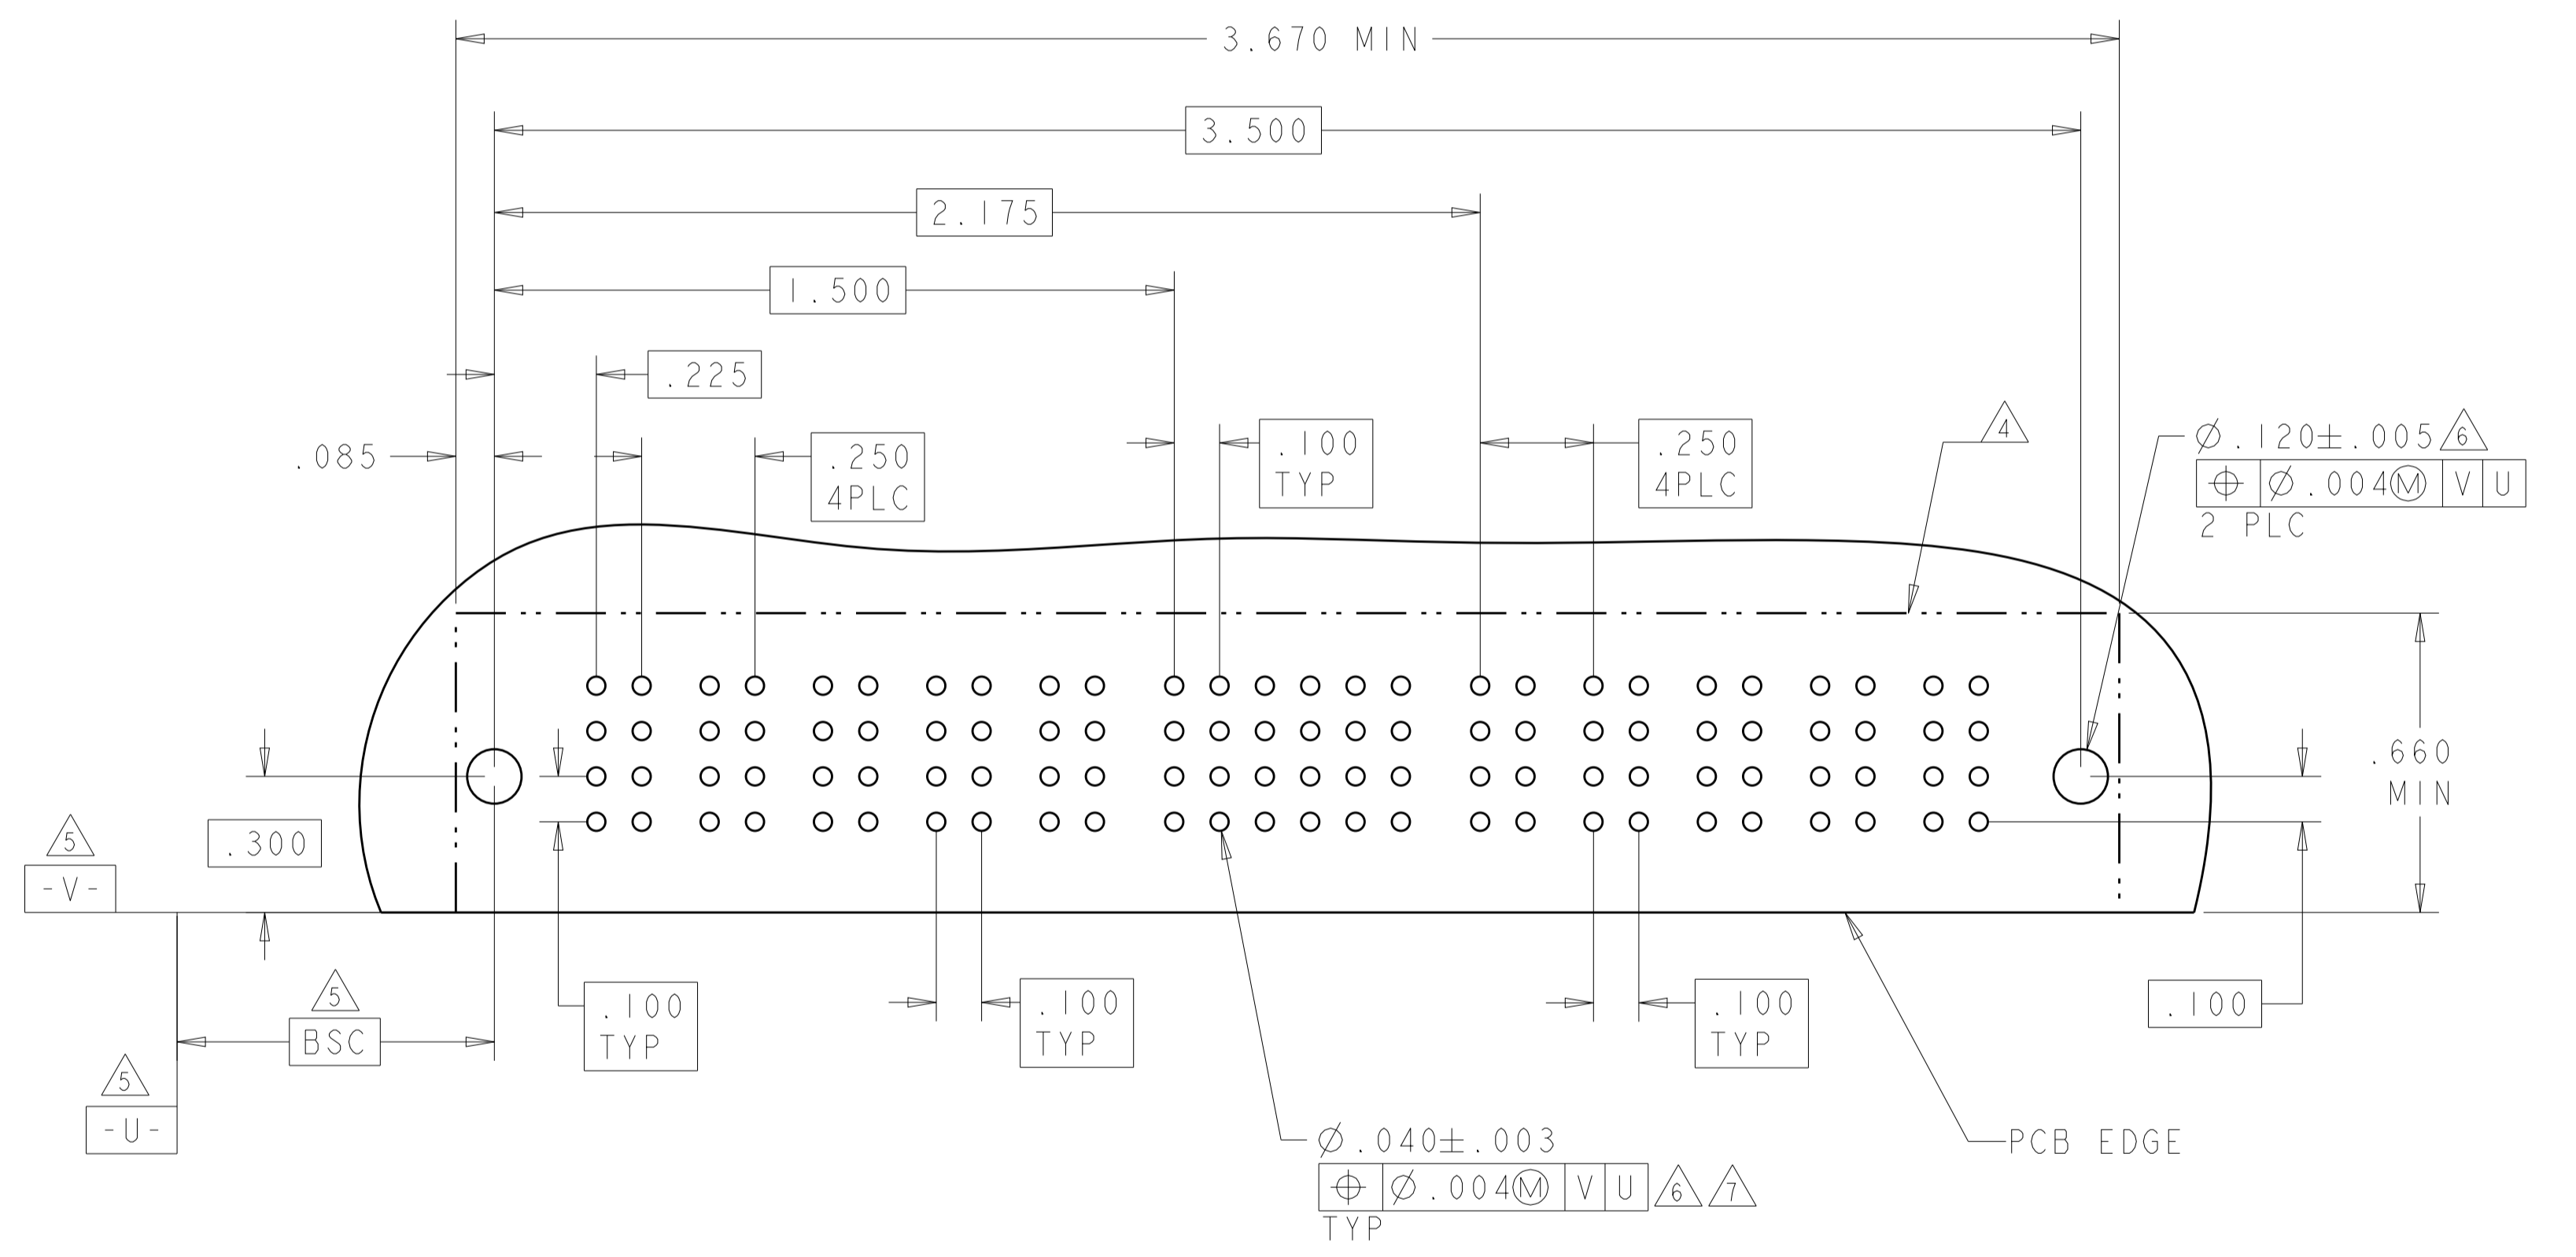 3.670 MIN
3.500
2.175
1.500
.225
.085
.250
4PLC
.100
TYP
.250
4PLC
4
Ø.120±.005 6
⌖ Ø.004Ⓜ V U
2 PLC
.660
MIN
.300
5
-V-
5
BSC
5
-U-
.100
TYP
.100
TYP
.100
TYP
.100
Ø.040±.003
⌖ Ø.004Ⓜ V U 6 7
TYP
PCB EDGE